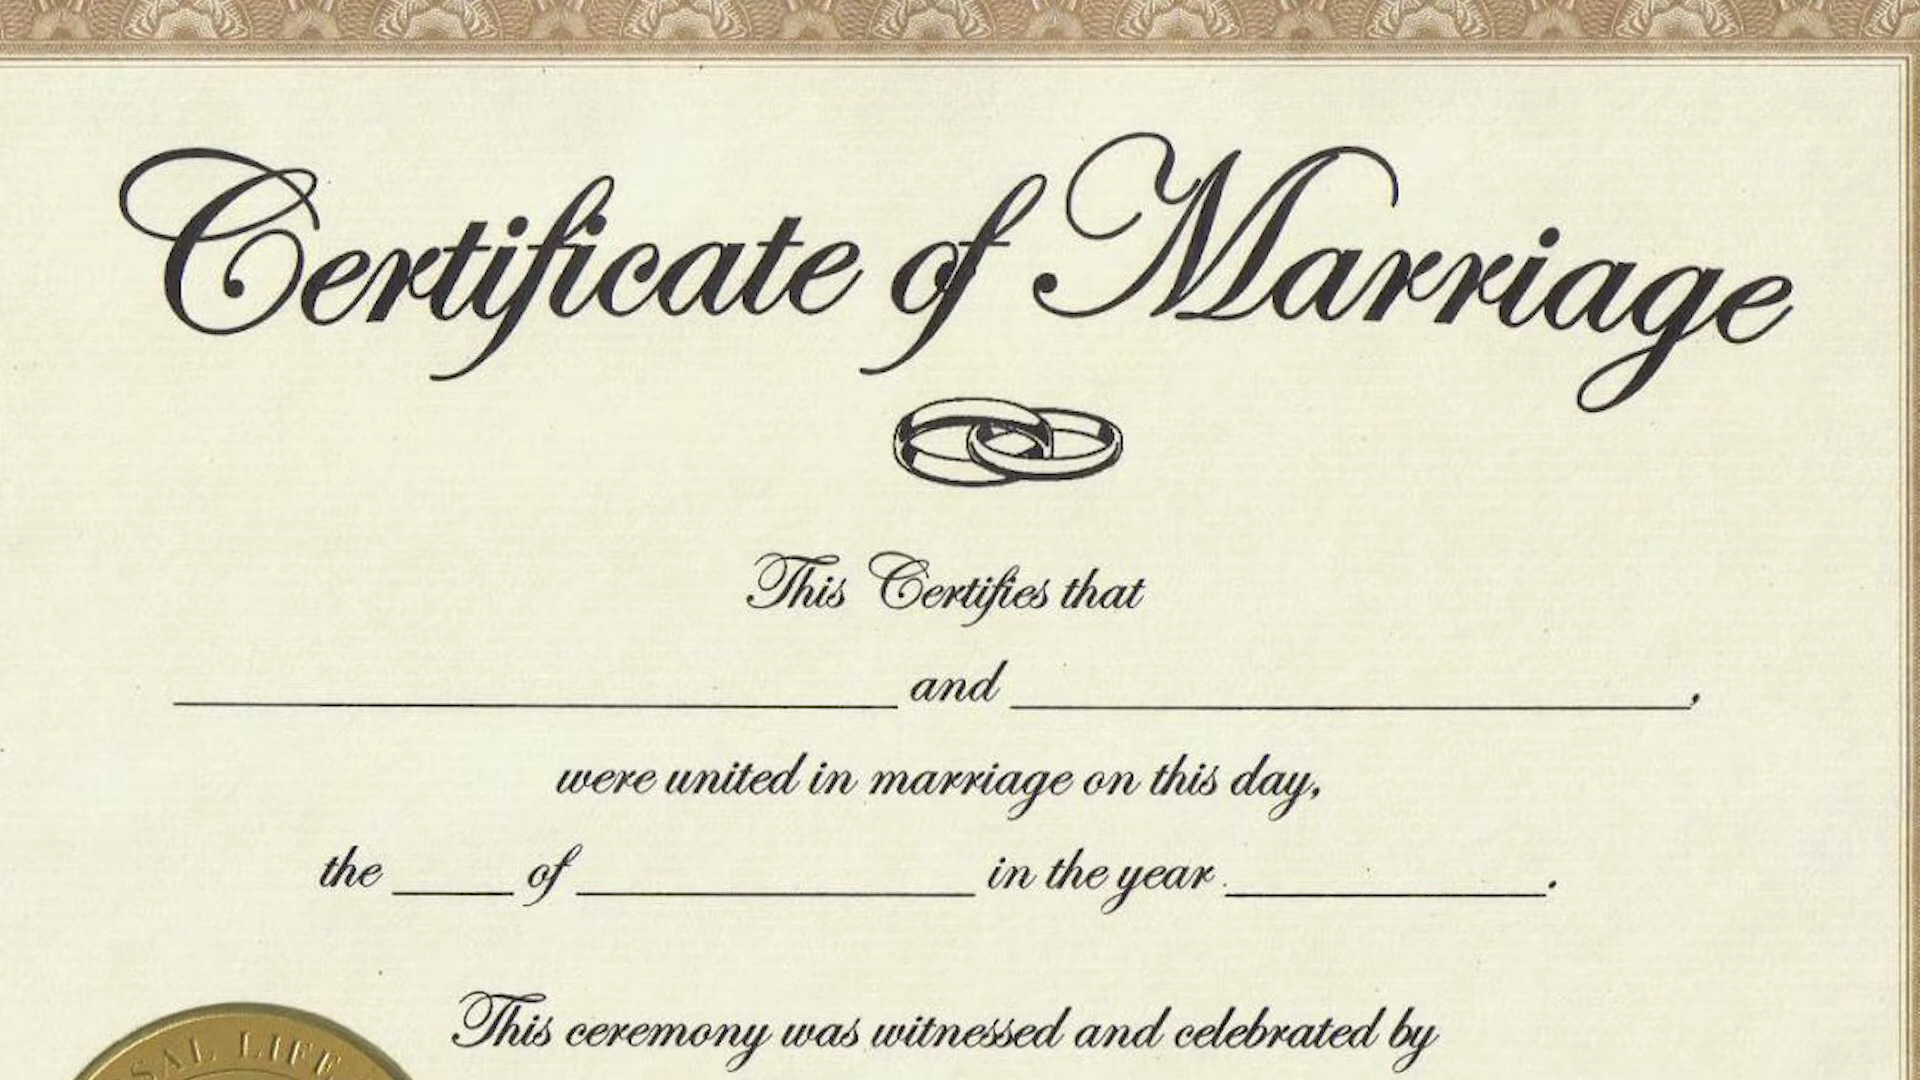 Certificate of Marriage
This Certifies that
and ,
were united in marriage on this day,
the of in the year .
This ceremony was witnessed and celebrated by
LIFE